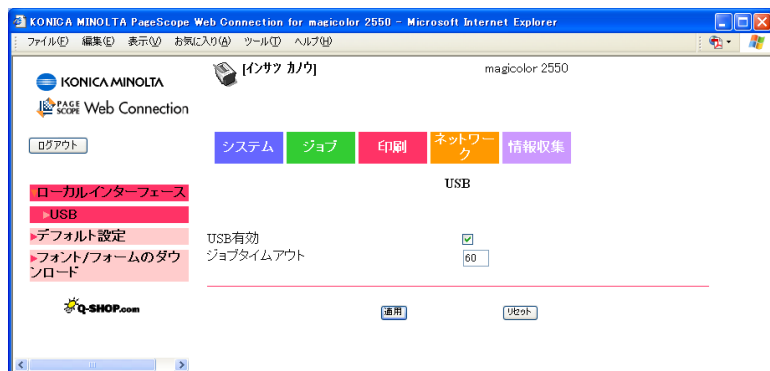 KONICA MINOLTA PageScope Web Connection for magicolor 2550 - Microsoft Internet Explorer
ファイル(F) 編集(E) 表示(V) お気に入り(A) ツール(T) ヘルプ(H)
KONICA MINOLTA
[インサツ カノウ]
magicolor 2550
PAGE SCOPE Web Connection
ログアウト
システム ジョブ 印刷 ネットワー
ク 情報収集
USB
ローカルインターフェース
USB
デフォルト設定
フォント/フォームのダウ
ンロード
USB有効
ジョブタイムアウト 60
Q-SHOP.com
適用 リセット